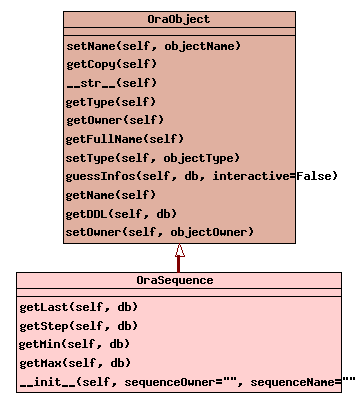 OraObject
setName(self, objectName)
getCopy(self)
__str__(self)
getType(self)
getOwner(self)
getFullName(self)
setType(self, objectType)
guessInfos(self, db, interactive=False)
getName(self)
getDDL(self, db)
setOwner(self, objectOwner)
OraSequence
getLast(self, db)
getStep(self, db)
getMin(self, db)
getMax(self, db)
__init__(self, sequenceOwner="", sequenceName=""